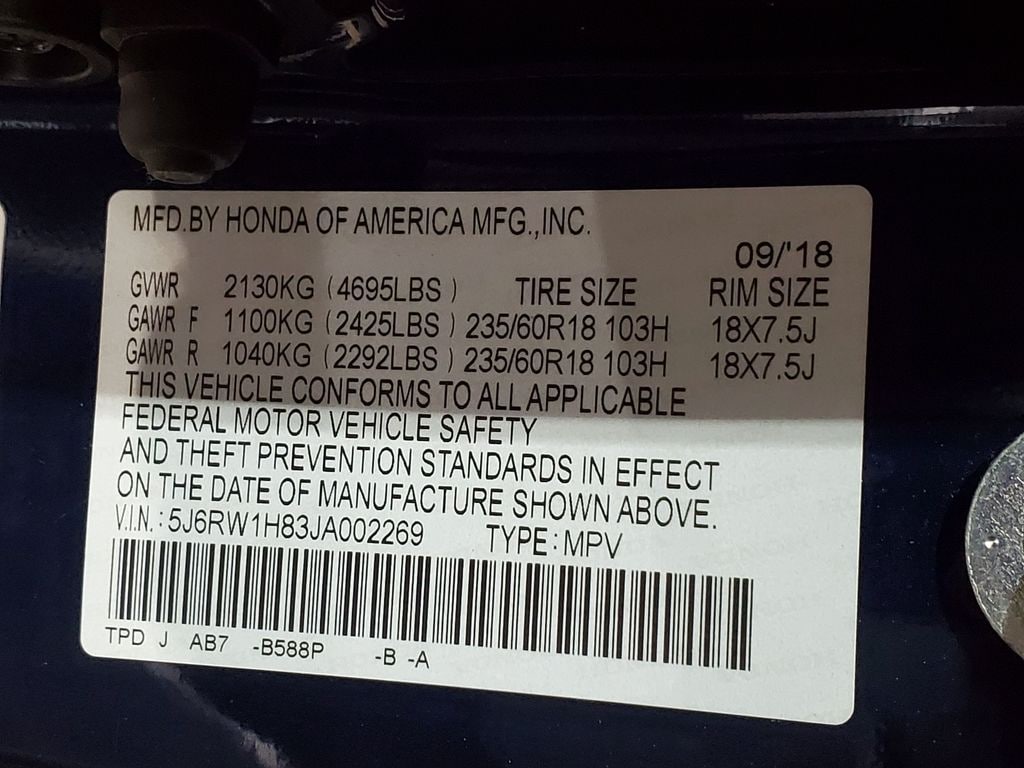 MFD.BY HONDA OF AMERICA MFG.,INC.
09/'18
GVWR 2130KG (4695LBS ) TIRE SIZE RIM SIZE
GAWR F 1100KG (2425LBS ) 235/60R18 103H 18X7.5J
GAWR R 1040KG (2292LBS ) 235/60R18 103H 18X7.5J
THIS VEHICLE CONFORMS TO ALL APPLICABLE
FEDERAL MOTOR VEHICLE SAFETY
AND THEFT PREVENTION STANDARDS IN EFFECT
ON THE DATE OF MANUFACTURE SHOWN ABOVE.
V.I.N.: 5J6RW1H83JA002269 TYPE: MPV
TPD J AB7 -B588P -B -A